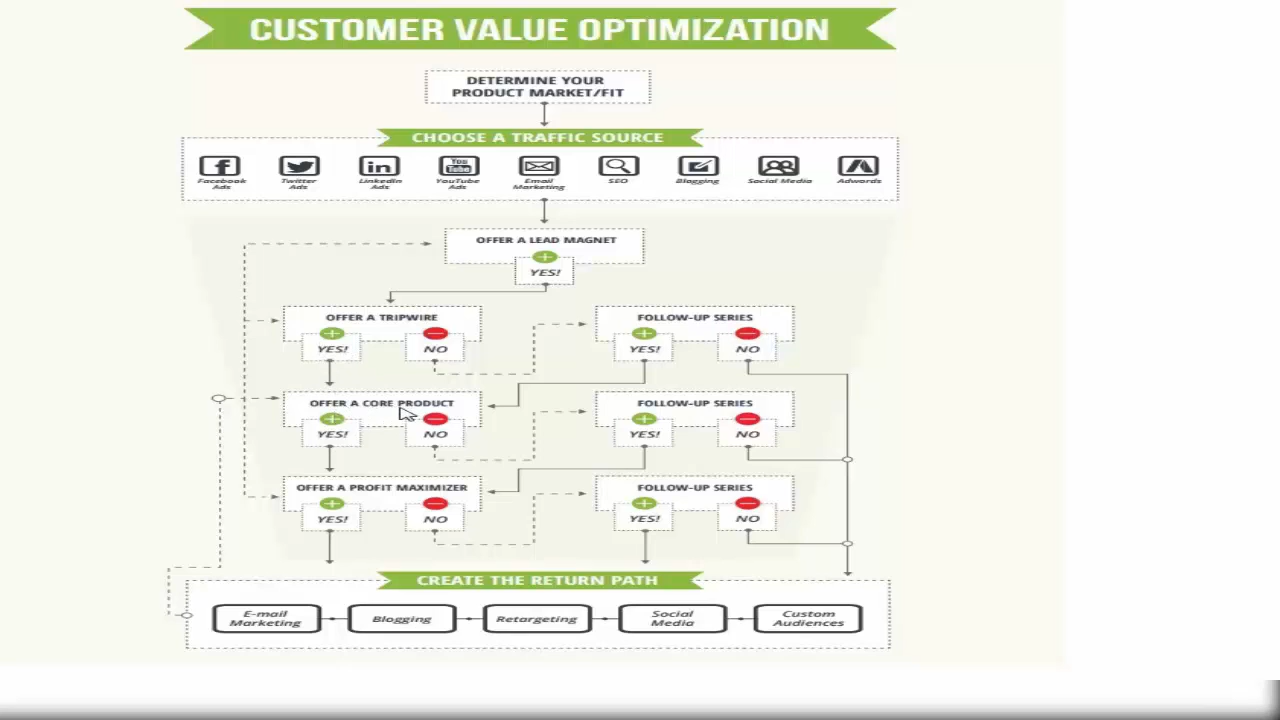 CUSTOMER VALUE OPTIMIZATION
DETERMINE YOUR
PRODUCT MARKET/FIT
CHOOSE A TRAFFIC SOURCE
You
Tube
Facebook
Ads
Twitter
Ads
LinkedIn
Ads
YouTube
Ads
Email
Marketing
SEO
Blogging
Social Media
Adwords
OFFER A LEAD MAGNET
YES!
OFFER A TRIPWIRE
YES!
NO
FOLLOW-UP SERIES
YES!
NO
OFFER A CORE PRODUCT
YES!
NO
FOLLOW-UP SERIES
YES!
NO
OFFER A PROFIT MAXIMIZER
YES!
NO
FOLLOW-UP SERIES
YES!
NO
CREATE THE RETURN PATH
E-mail
Marketing
Blogging
Retargeting
Social
Media
Custom
Audiences